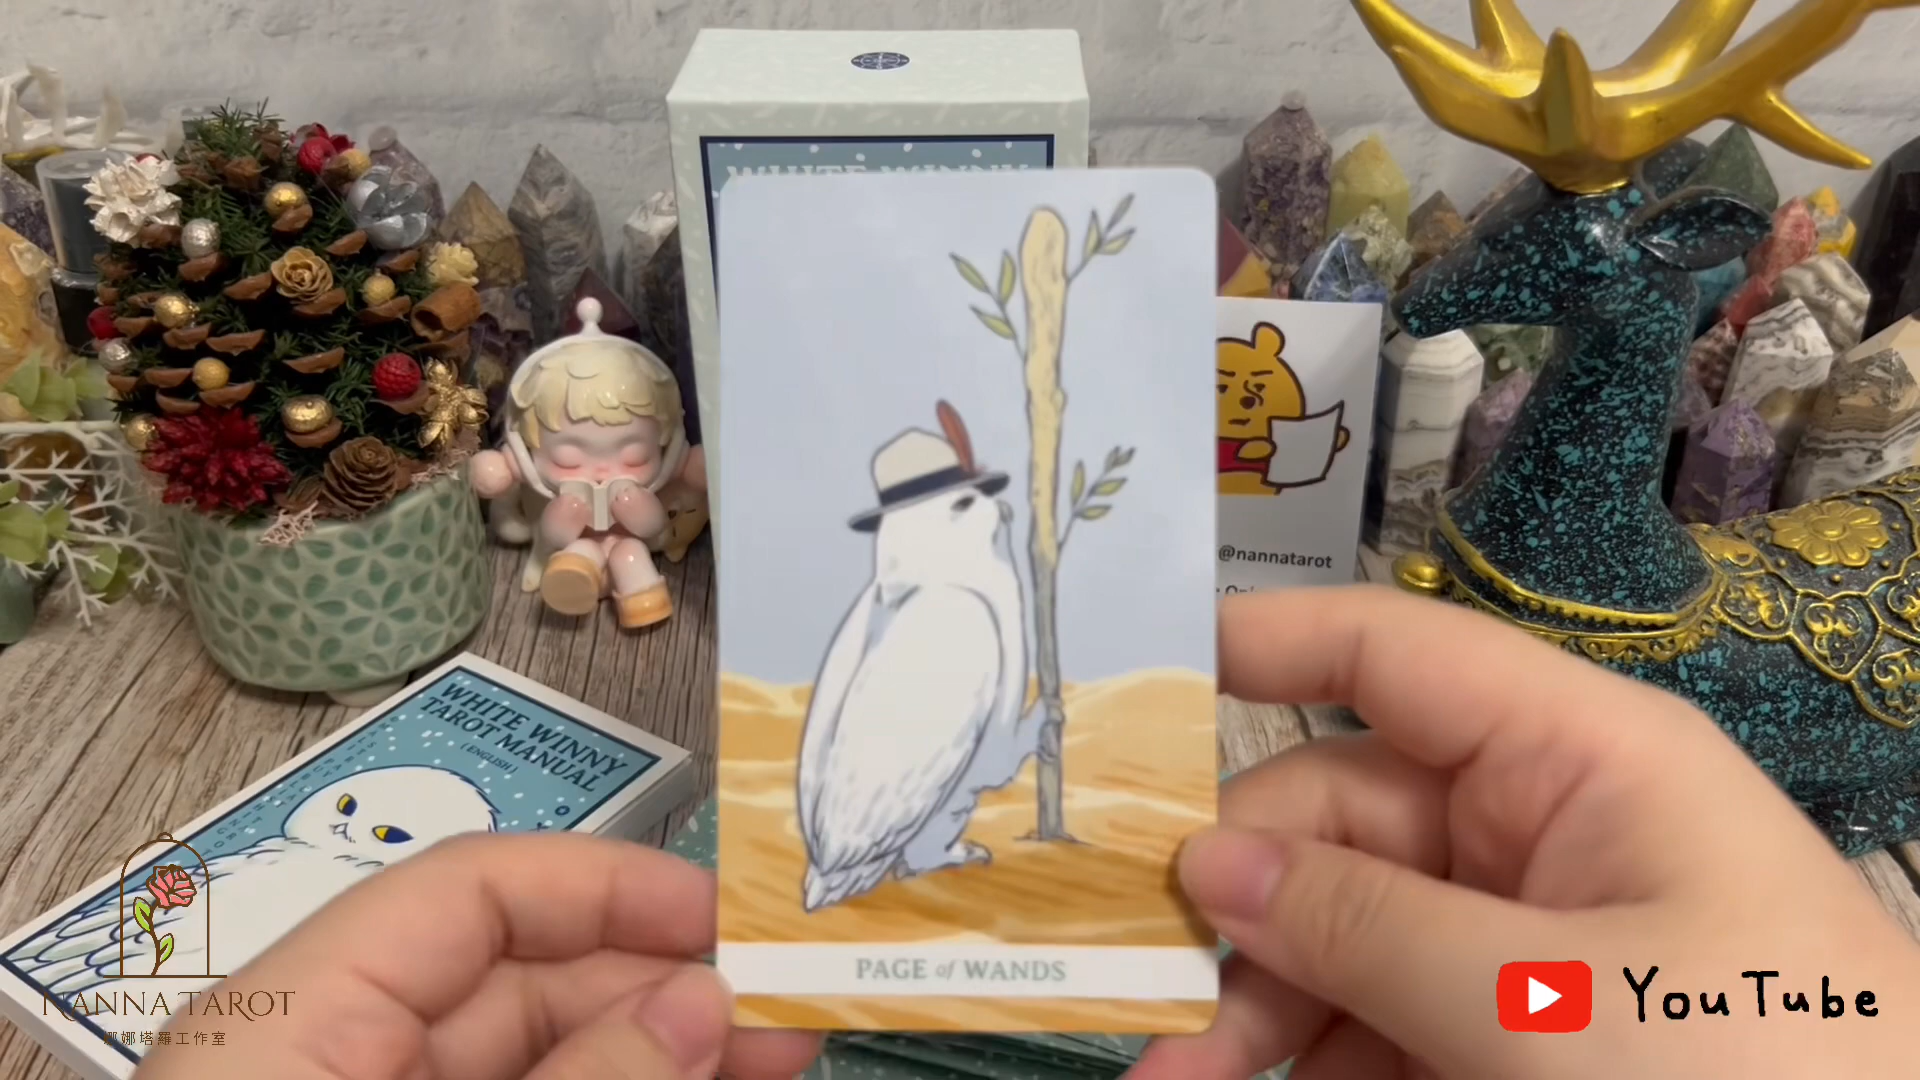 PAGE of WANDS
WHITE WINNY
TAROT MANUAL
(ENGLISH)
@nannatarot
NANNA TAROT
娜娜塔羅工作室
YouTube